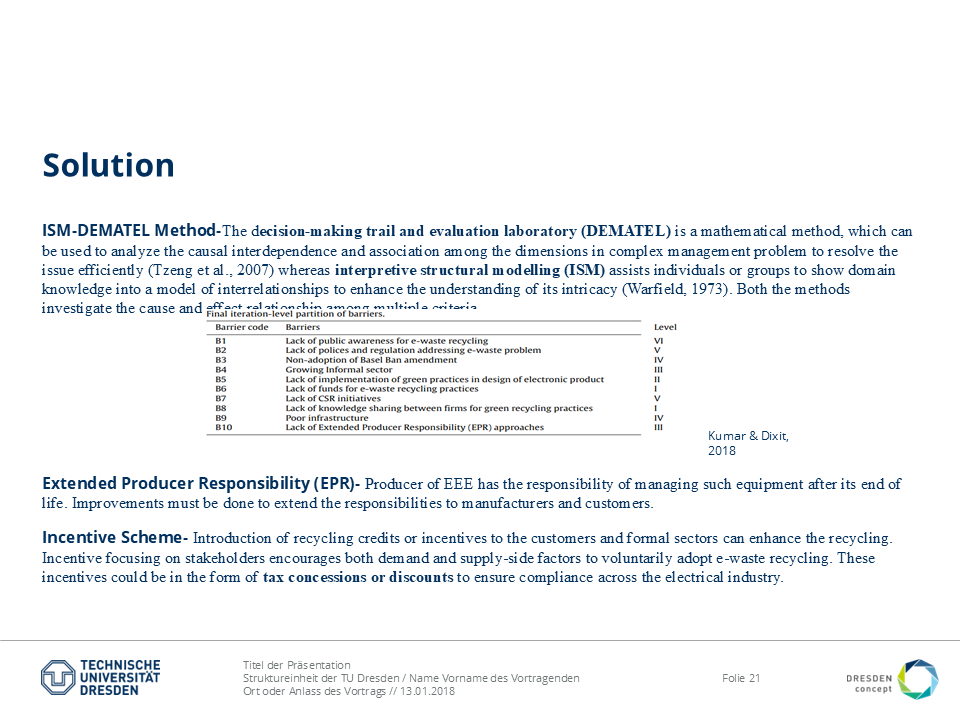 Solution
ISM-DEMATEL Method-The decision-making trail and evaluation laboratory (DEMATEL) is a mathematical method, which can
be used to analyze the causal interdependence and association among the dimensions in complex management problem to resolve the
issue efficiently (Tzeng et al., 2007) whereas interpretive structural modelling (ISM) assists individuals or groups to show domain
knowledge into a model of interrelationships to enhance the understanding of its intricacy (Warfield, 1973). Both the methods
investigate the cause and effect relationship among multiple criteria.
Final iteration-level partition of barriers.
Barrier code Barriers Level
B1 Lack of public awareness for e-waste recycling VI
B2 Lack of polices and regulation addressing e-waste problem V
B3 Non-adoption of Basel Ban amendment IV
B4 Growing Informal sector III
B5 Lack of implementation of green practices in design of electronic product II
B6 Lack of funds for e-waste recycling practices I
B7 Lack of CSR initiatives V
B8 Lack of knowledge sharing between firms for green recycling practices I
B9 Poor infrastructure IV
B10 Lack of Extended Producer Responsibility (EPR) approaches III
Kumar & Dixit,
2018
Extended Producer Responsibility (EPR)- Producer of EEE has the responsibility of managing such equipment after its end of
life. Improvements must be done to extend the responsibilities to manufacturers and customers.
Incentive Scheme- Introduction of recycling credits or incentives to the customers and formal sectors can enhance the recycling.
Incentive focusing on stakeholders encourages both demand and supply-side factors to voluntarily adopt e-waste recycling. These
incentives could be in the form of tax concessions or discounts to ensure compliance across the electrical industry.
TECHNISCHE
UNIVERSITÄT
DRESDEN
Titel der Präsentation
Struktureinheit der TU Dresden / Name Vorname des Vortragenden
Ort oder Anlass des Vortrags // 13.01.2018
Folie 21
DRESDEN
concept